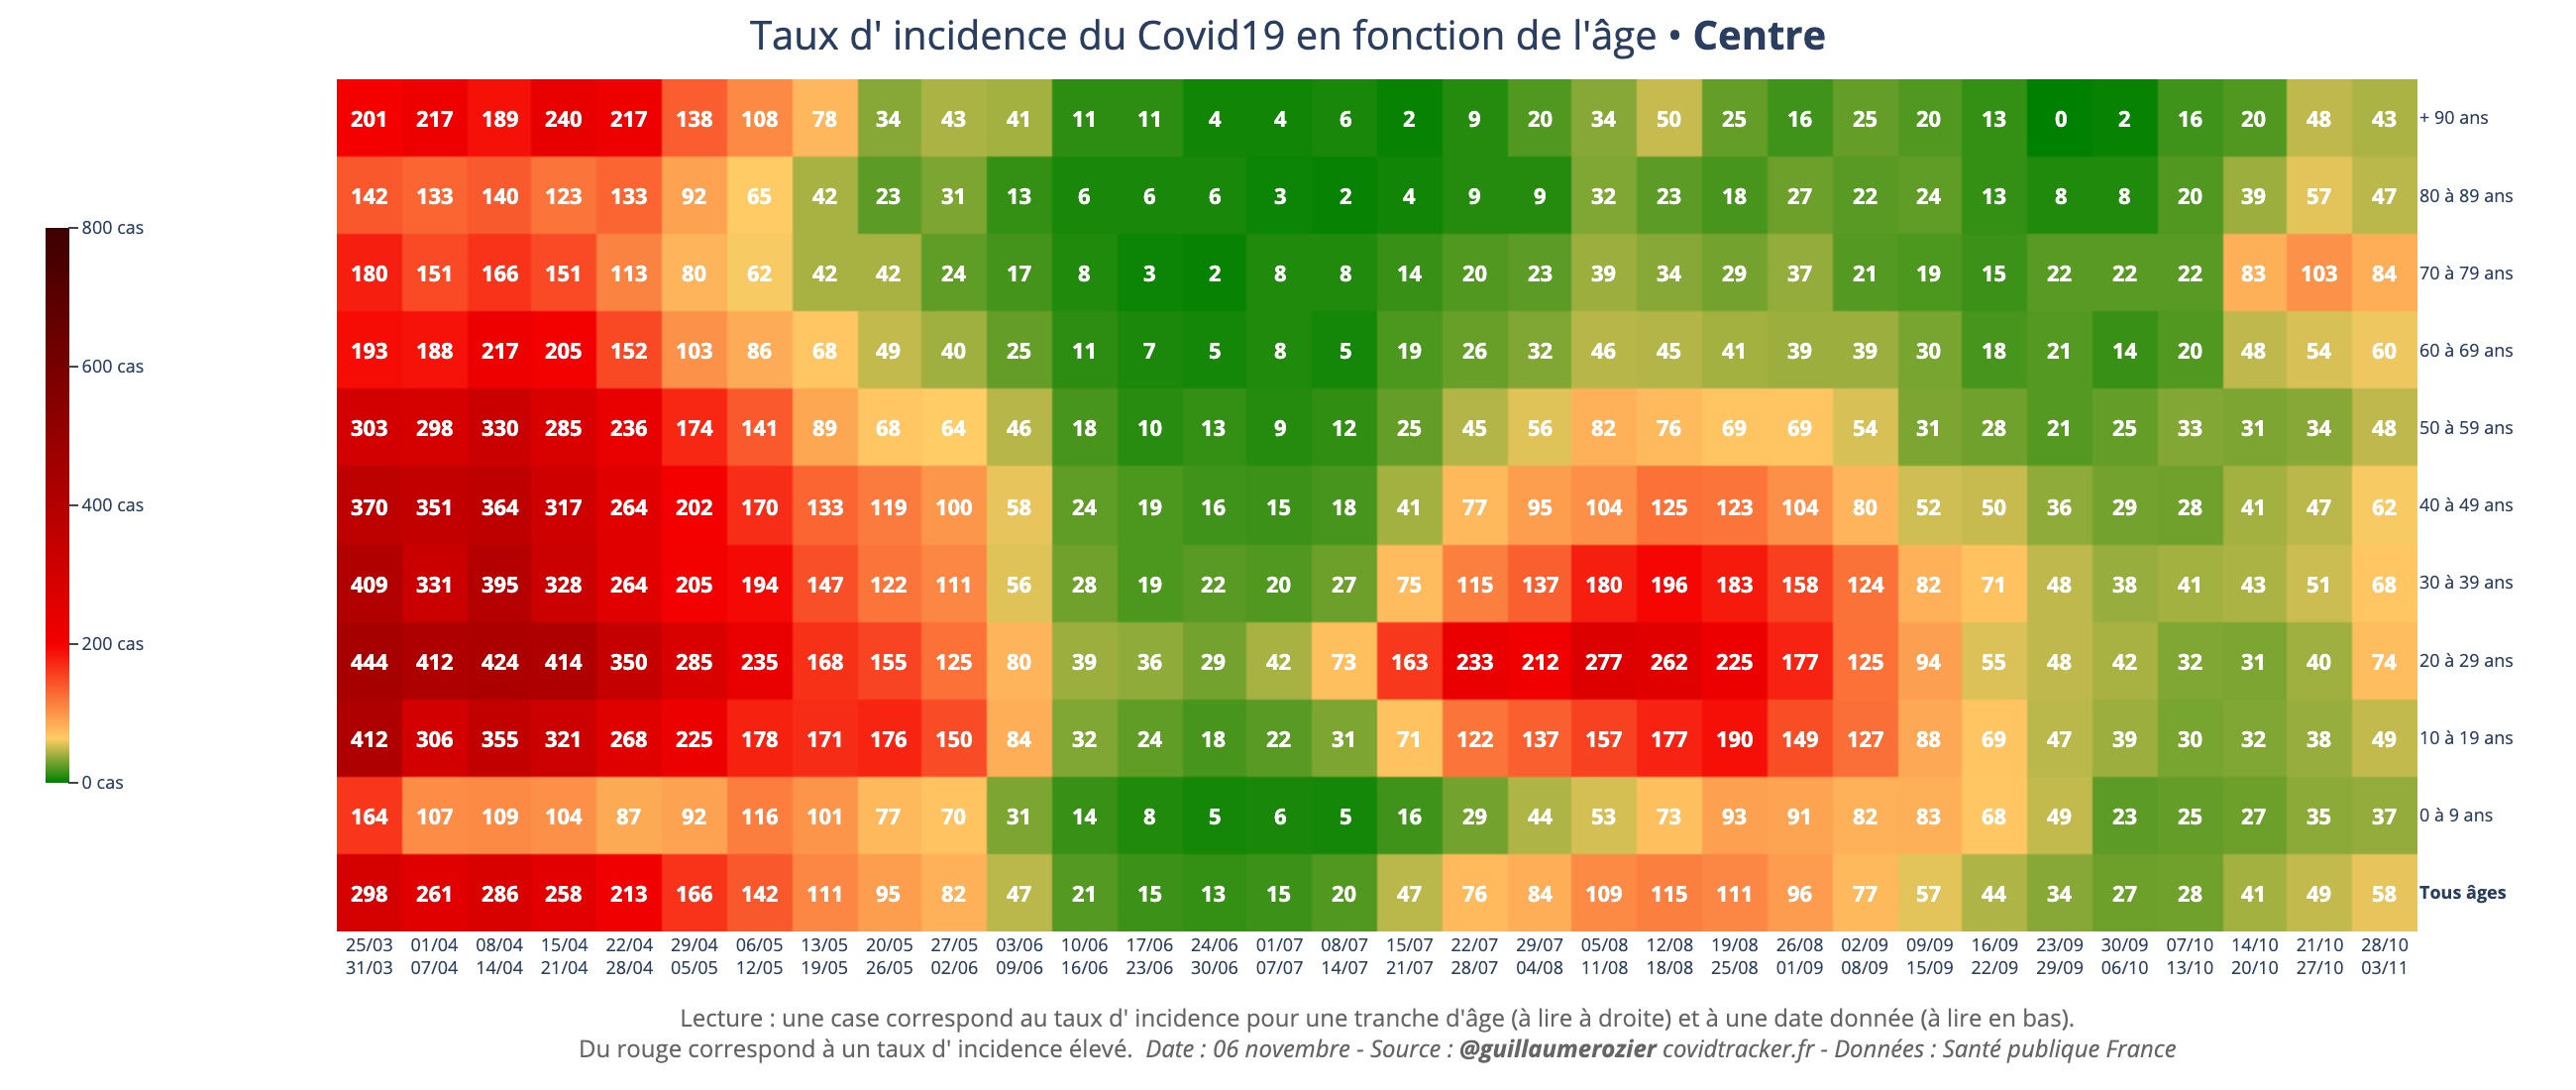 Taux d' incidence du Covid19 en fonction de l'âge • Centre
800 cas
600 cas
400 cas
200 cas
0 cas
201 217 189 240 217 138 108 78 34 43 41 11 11 4 4 6 2 9 20 34 50 25 16 25 20 13 0 2 16 20 48 43 + 90 ans
142 133 140 123 133 92 65 42 23 31 13 6 6 6 3 2 4 9 9 32 23 18 27 22 24 13 8 8 20 39 57 47 80 à 89 ans
180 151 166 151 113 80 62 42 42 24 17 8 3 2 8 8 14 20 23 39 34 29 37 21 19 15 22 22 22 83 103 84 70 à 79 ans
193 188 217 205 152 103 86 68 49 40 25 11 7 5 8 5 19 26 32 46 45 41 39 39 30 18 21 14 20 48 54 60 60 à 69 ans
303 298 330 285 236 174 141 89 68 64 46 18 10 13 9 12 25 45 56 82 76 69 69 54 31 28 21 25 33 31 34 48 50 à 59 ans
370 351 364 317 264 202 170 133 119 100 58 24 19 16 15 18 41 77 95 104 125 123 104 80 52 50 36 29 28 41 47 62 40 à 49 ans
409 331 395 328 264 205 194 147 122 111 56 28 19 22 20 27 75 115 137 180 196 183 158 124 82 71 48 38 41 43 51 68 30 à 39 ans
444 412 424 414 350 285 235 168 155 125 80 39 36 29 42 73 163 233 212 277 262 225 177 125 94 55 48 42 32 31 40 74 20 à 29 ans
412 306 355 321 268 225 178 171 176 150 84 32 24 18 22 31 71 122 137 157 177 190 149 127 88 69 47 39 30 32 38 49 10 à 19 ans
164 107 109 104 87 92 116 101 77 70 31 14 8 5 6 5 16 29 44 53 73 93 91 82 83 68 49 23 25 27 35 37 0 à 9 ans
298 261 286 258 213 166 142 111 95 82 47 21 15 13 15 20 47 76 84 109 115 111 96 77 57 44 34 27 28 41 49 58 Tous âges
25/03 01/04 08/04 15/04 22/04 29/04 06/05 13/05 20/05 27/05 03/06 10/06 17/06 24/06 01/07 08/07 15/07 22/07 29/07 05/08 12/08 19/08 26/08 02/09 09/09 16/09 23/09 30/09 07/10 14/10 21/10 28/10
31/03 07/04 14/04 21/04 28/04 05/05 12/05 19/05 26/05 02/06 09/06 16/06 23/06 30/06 07/07 14/07 21/07 28/07 04/08 11/08 18/08 25/08 01/09 08/09 15/09 22/09 29/09 06/10 13/10 20/10 27/10 03/11
Lecture : une case correspond au taux d' incidence pour une tranche d'âge (à lire à droite) et à une date donnée (à lire en bas).
Du rouge correspond à un taux d' incidence élevé. Date : 06 novembre - Source : @guillaumerozier covidtracker.fr - Données : Santé publique France